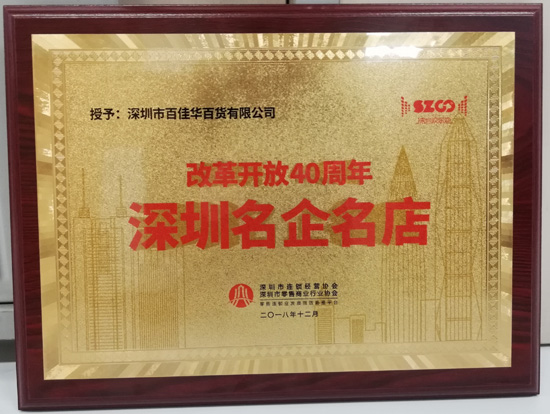 授予：深圳市百佳华百货有限公司
SZCC
改革开放40周年
深圳名企名店
深圳市连锁经营协会
深圳市零售商业行业协会
二〇一八年十二月